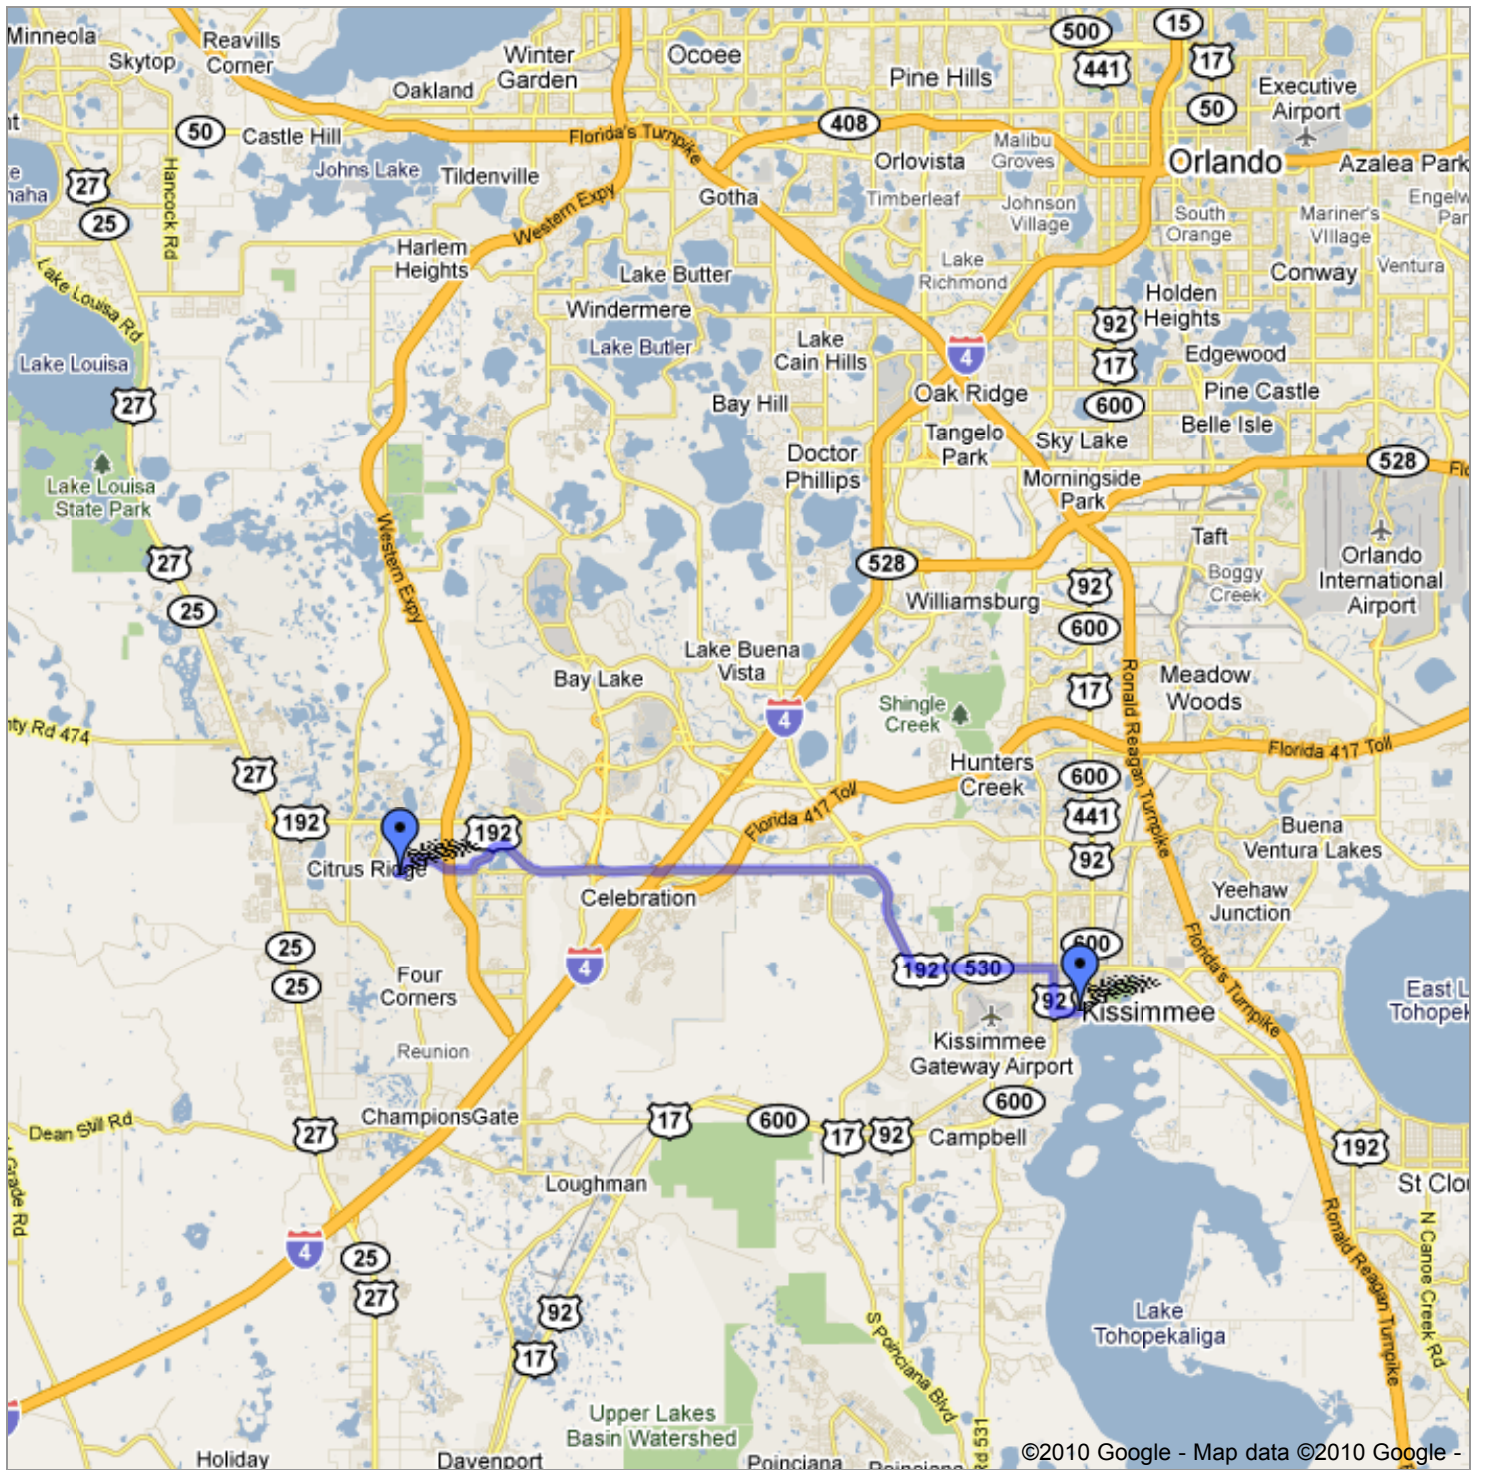 Minneola
Skytop
Reavills
Corner
Winter
Garden
Ocoee
500
15
441
17
Pine Hills
Executive
Airport
Oakland
50
50
Castle Hill
Florida's Turnpike
408
Malibu
Groves
Orlovista
Orlando
Azalea Park
Johns Lake
Tildenville
Hancock Rd
27
25
Gotha
Timberleaf
Johnson
Village
South
Orange
Mariner's
VIllage
Western Expy
Harlem
Heights
Lake Butter
Lake
Richmond
Conway
Ventura
Lake Louisa Rd
Windermere
Holden
Heights
92
Lake Louisa
Lake Butler
Lake
Cain Hills
4
17
Edgewood
27
Bay Hill
Oak Ridge
600
Pine Castle
Belle Isle
Tangelo
Park
Sky Lake
Doctor
Phillips
528
Lake Louisa
State Park
Morningside
Park
Western Expy
27
528
Taft
Orlando
International
Airport
25
Williamsburg
92
Boggy
Creek
600
Lake Buena
Vista
Bay Lake
17
Meadow
Woods
Ronald Reagan Turnpike
Shingle
Creek
4
nty Rd 474
27
Hunters
Creek
Florida 417 Toll
600
Florida 417 Toll
192
192
441
Buena
Ventura Lakes
Citrus Ridge
92
Celebration
Yeehaw
Junction
25
600
Florida's Turnpike
4
192
530
Four
Corners
25
92
Kissimmee
East L
Tohopek
Kissimmee
Gateway Airport
Reunion
600
ChampionsGate
Dean Still Rd
27
17
600
17
92
Campbell
192
Loughman
St Clou
Grade Rd
Ronald Reagan Turnpike
N Canoe Creek Rd
4
25
27
92
17
Lake
Tohopekaliga
S Poinciana Blvd
Upper Lakes
Basin Watershed
Rd 531
Holiday
Davenport
Poinciana
Poinciana
©2010 Google - Map data ©2010 Google -